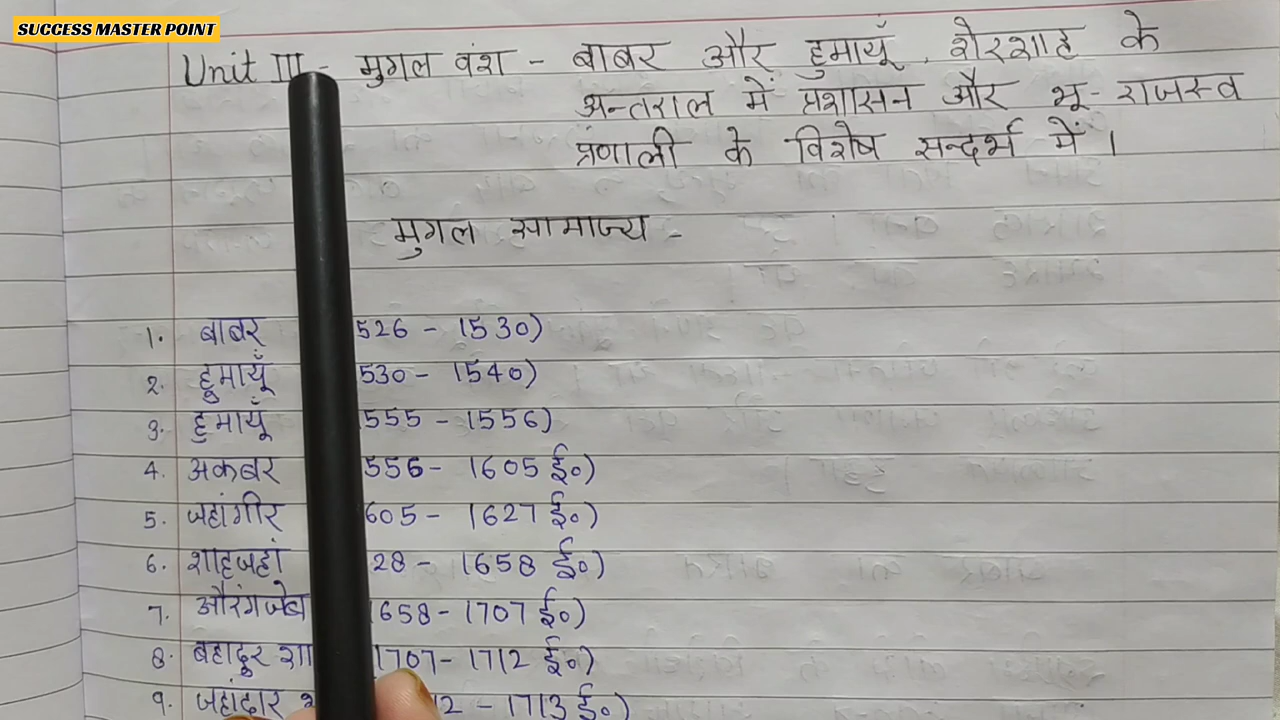 SUCCESS MASTER POINT
Unit III - मुगल वंश - बाबर और हुमायूँ, शेरशाह के
अन्तराल में प्रशासन और भू-राजस्व
प्रणाली के विशेष सन्दर्भ में।
मुगल साम्राज्य -
1. बाबर 526 - 1530)
2. हुमायूँ 530 - 1540)
3. हुमायूँ 555 - 1556)
4. अकबर 556 - 1605 ई०)
5. जहांगीर 605 - 1627 ई०)
6. शाहजहां 28 - 1658 ई०)
7. औरंगजेब 1658 - 1707 ई०)
8. बहादुर शा 1707 - 1712 ई०)
9. जहांदार 12 - 1713 ई०)